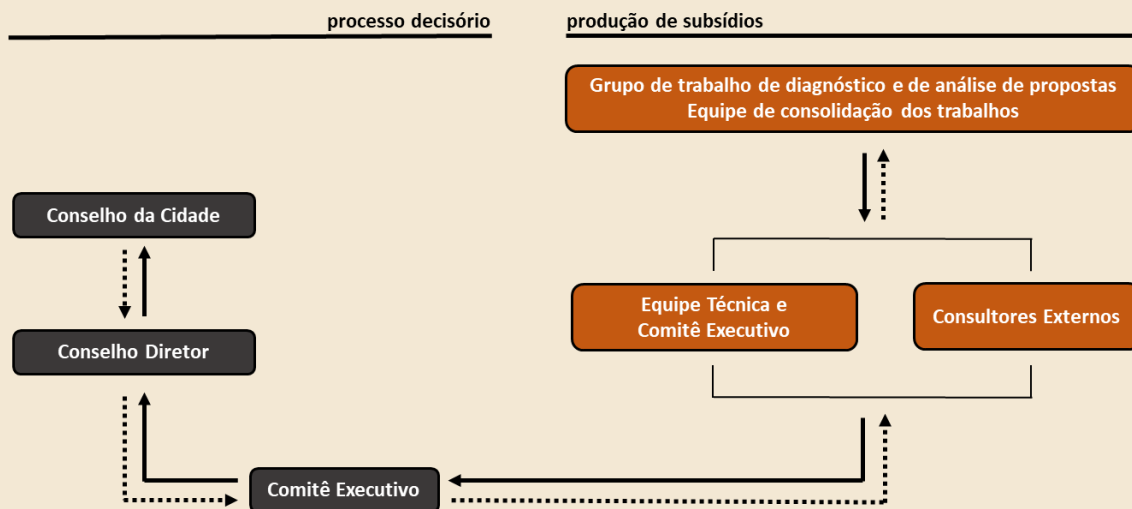 processo decisório
produção de subsídios
Grupo de trabalho de diagnóstico e de análise de propostas
Equipe de consolidação dos trabalhos
Conselho da Cidade
Equipe Técnica e
Comitê Executivo
Consultores Externos
Conselho Diretor
Comitê Executivo